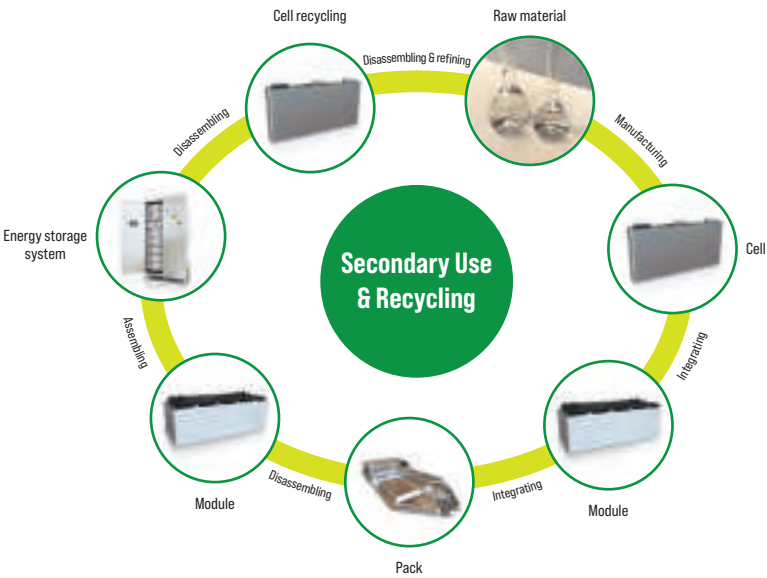 Cell recycling
Raw material
Disassembling & refining
Manufacturing
Cell
Integrating
Module
Integrating
Pack
Disassembling
Module
Assembling
Energy storage
system
Disassembling
Secondary Use
& Recycling